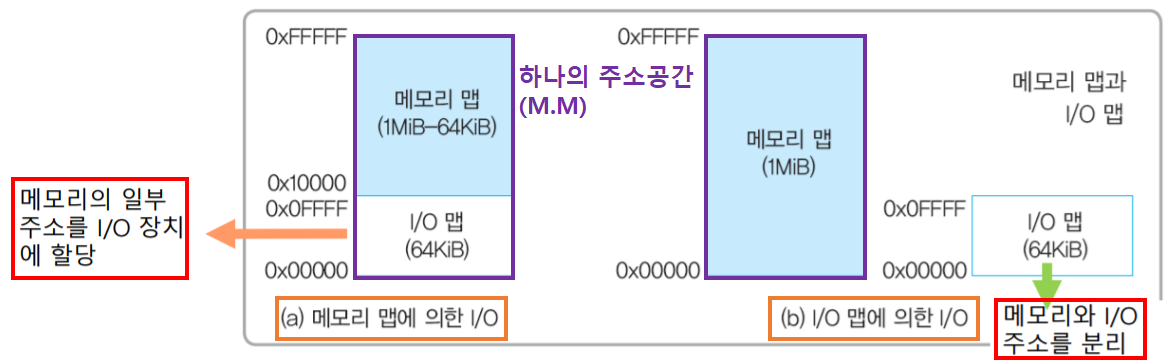 0xFFFFF
메모리 맵
(1MiB–64KiB)
0x10000
0x0FFFF
I/O 맵
(64KiB)
0x00000
하나의 주소공간
(M.M)
메모리의 일부
주소를 I/O 장치
에 할당
(a) 메모리 맵에 의한 I/O
0xFFFFF
메모리 맵
(1MiB)
0x00000
메모리 맵과
I/O 맵
0x0FFFF
I/O 맵
(64KiB)
0x00000
(b) I/O 맵에 의한 I/O
메모리와 I/O
주소를 분리